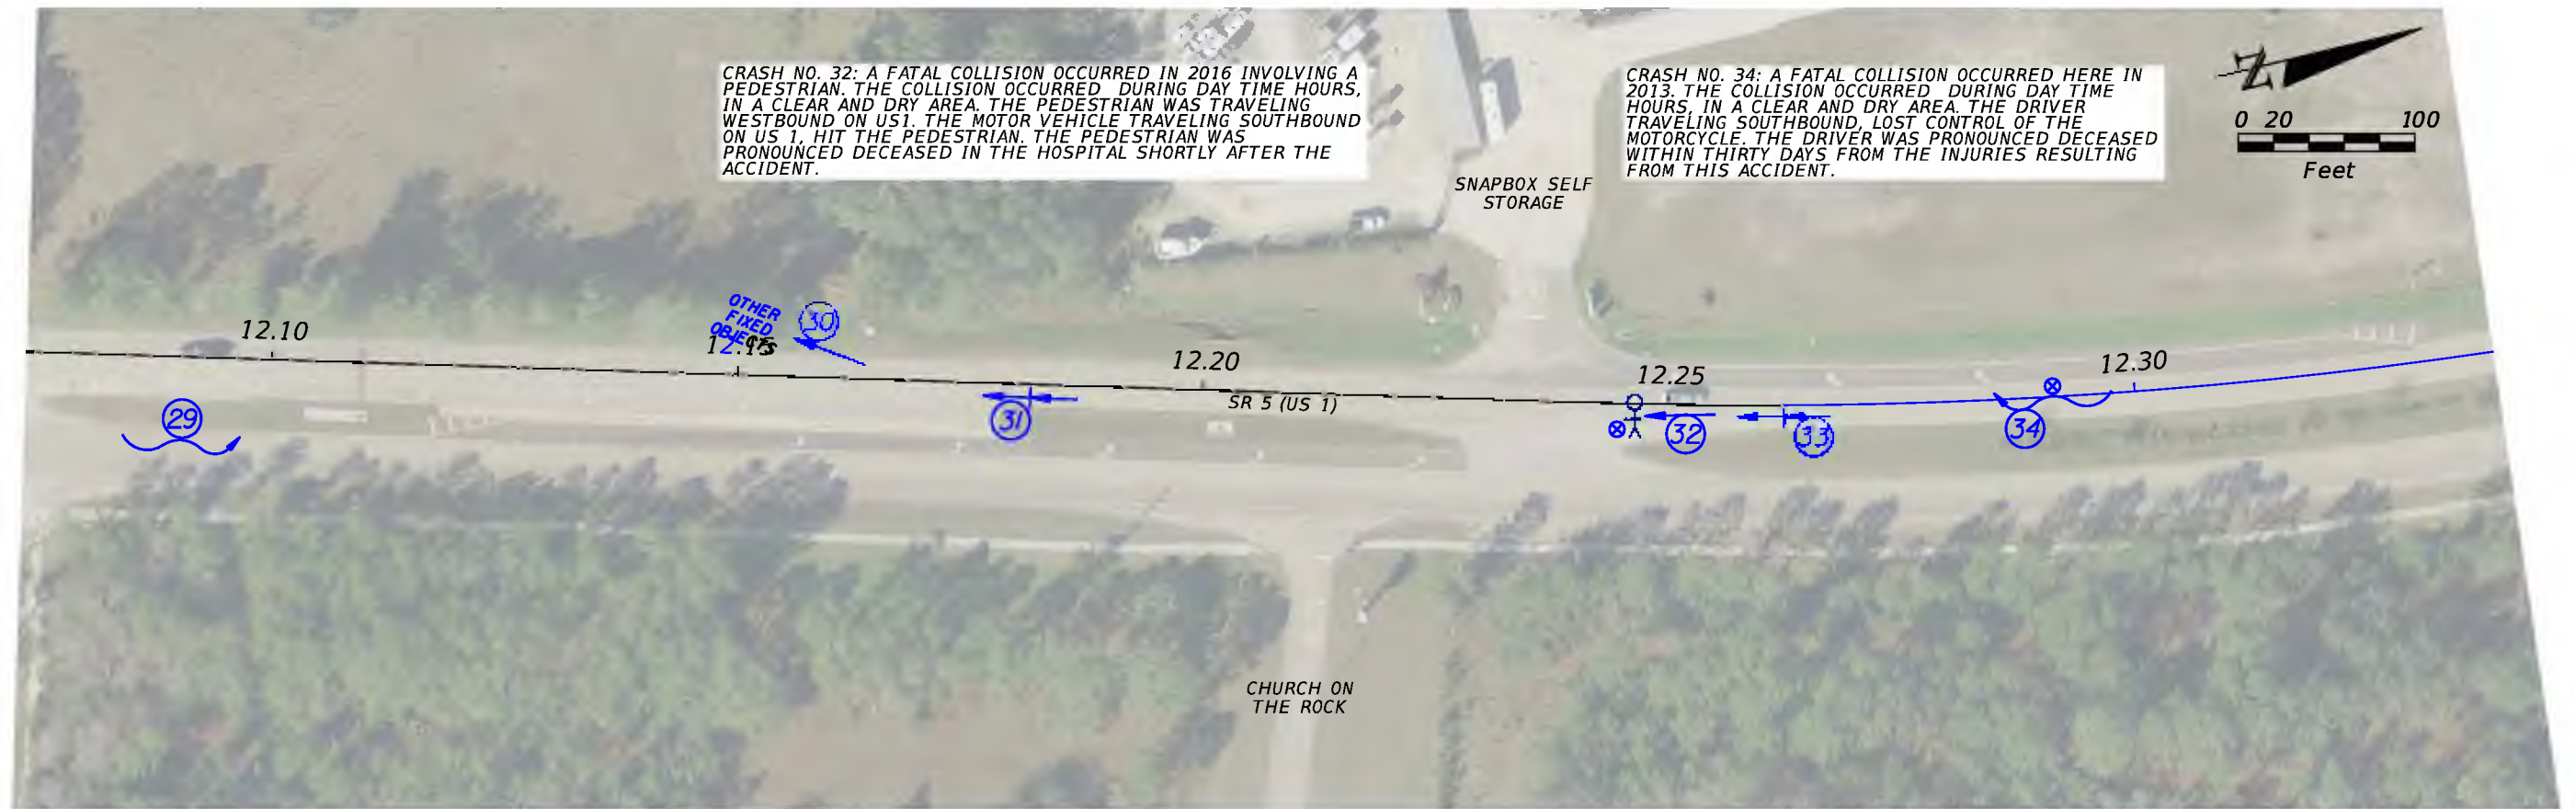 CRASH NO. 32: A FATAL COLLISION OCCURRED IN 2016 INVOLVING A
PEDESTRIAN. THE COLLISION OCCURRED DURING DAY TIME HOURS,
IN A CLEAR AND DRY AREA. THE PEDESTRIAN WAS TRAVELING
WESTBOUND ON US1. THE MOTOR VEHICLE TRAVELING SOUTHBOUND
ON US 1, HIT THE PEDESTRIAN. THE PEDESTRIAN WAS
PRONOUNCED DECEASED IN THE HOSPITAL SHORTLY AFTER THE
ACCIDENT.
CRASH NO. 34: A FATAL COLLISION OCCURRED HERE IN
2013. THE COLLISION OCCURRED DURING DAY TIME
HOURS, IN A CLEAR AND DRY AREA. THE DRIVER
TRAVELING SOUTHBOUND, LOST CONTROL OF THE
MOTORCYCLE. THE DRIVER WAS PRONOUNCED DECEASED
WITHIN THIRTY DAYS FROM THE INJURIES RESULTING
FROM THIS ACCIDENT.
N
0 20 100
Feet
SNAPBOX SELF
STORAGE
OTHER
FIXED
OBJECTS
30
12.10
12.15
12.20
12.25
12.30
SR 5 (US 1)
29
31
32
33
34
CHURCH ON
THE ROCK